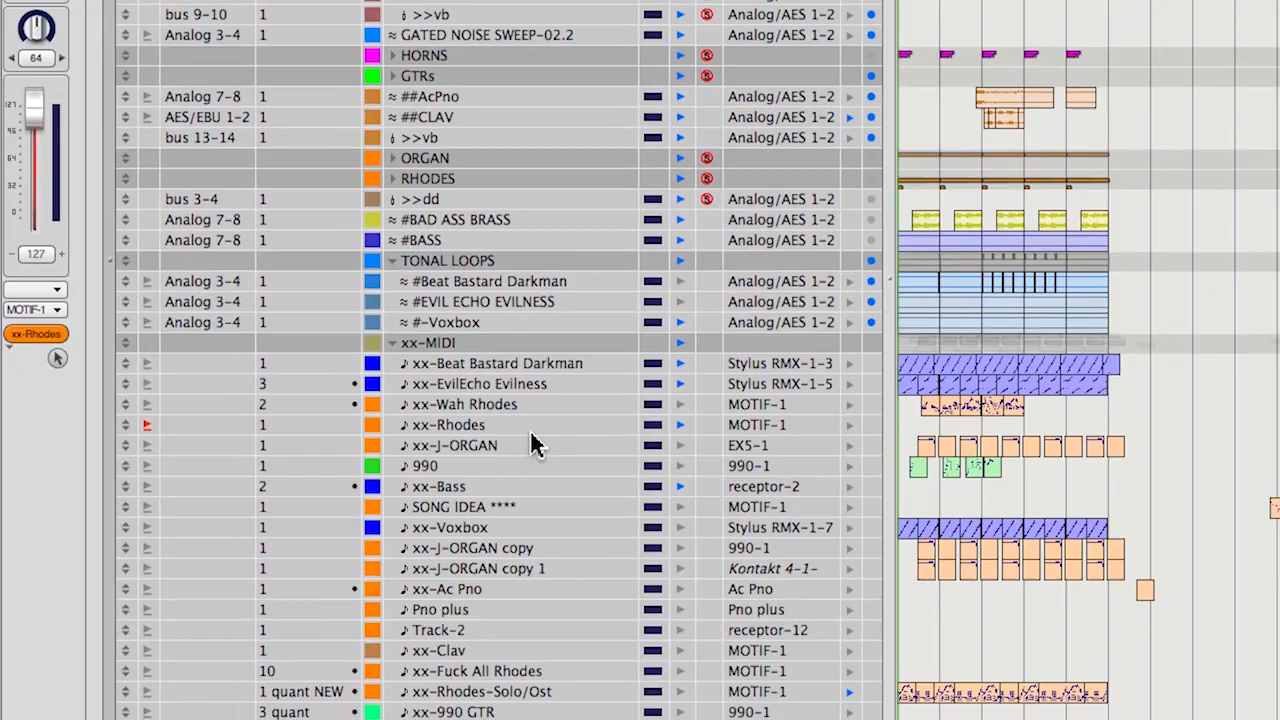 bus 9-10 1 >>vb Analog/AES 1-2
Analog 3-4 1 GATED NOISE SWEEP-02.2 Analog/AES 1-2
64 HORNS
GTRs
Analog 7-8 1 ##AcPno Analog/AES 1-2
127 AES/EBU 1-2 1 ##CLAV Analog/AES 1-2
96 bus 13-14 1 >>vb Analog/AES 1-2
64 ORGAN
32 RHODES
0 bus 3-4 1 >>dd Analog/AES 1-2
Analog 7-8 1 #BAD ASS BRASS Analog/AES 1-2
Analog 7-8 1 #BASS Analog/AES 1-2
- 127 + TONAL LOOPS
Analog 3-4 1 #Beat Bastard Darkman Analog/AES 1-2
Analog 3-4 1 #EVIL ECHO EVILNESS Analog/AES 1-2
MOTIF-1 Analog 3-4 1 #-Voxbox Analog/AES 1-2
xx-Rhodes xx-MIDI
1 xx-Beat Bastard Darkman Stylus RMX-1-3
3 xx-EvilEcho Evilness Stylus RMX-1-5
2 xx-Wah Rhodes MOTIF-1
1 xx-Rhodes MOTIF-1
1 xx-J-ORGAN EX5-1
1 990 990-1
2 xx-Bass receptor-2
1 SONG IDEA **** MOTIF-1
1 xx-Voxbox Stylus RMX-1-7
1 xx-J-ORGAN copy 990-1
1 xx-J-ORGAN copy 1 Kontakt 4-1-
1 xx-Ac Pno Ac Pno
1 Pno plus Pno plus
1 Track-2 receptor-12
1 xx-Clav MOTIF-1
10 xx-Fuck All Rhodes MOTIF-1
1 quant NEW xx-Rhodes-Solo/Ost MOTIF-1
3 quant xx-990 GTR 990-1